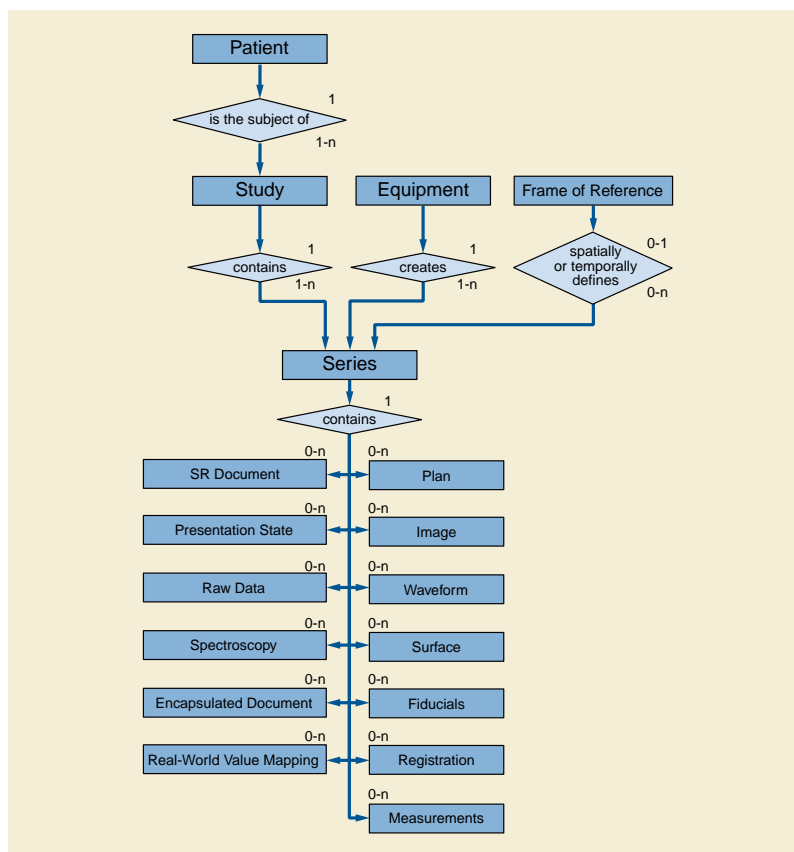 Patient
1
is the subject of
1-n
Study
Equipment
Frame of Reference
1
contains
1-n
1
creates
1-n
0-1
spatially
or temporally
defines
0-n
Series
1
contains
0-n
SR Document
0-n
Plan
0-n
Presentation State
0-n
Image
0-n
Raw Data
0-n
Waveform
0-n
Spectroscopy
0-n
Surface
0-n
Encapsulated Document
0-n
Fiducials
0-n
Real-World Value Mapping
0-n
Registration
0-n
Measurements